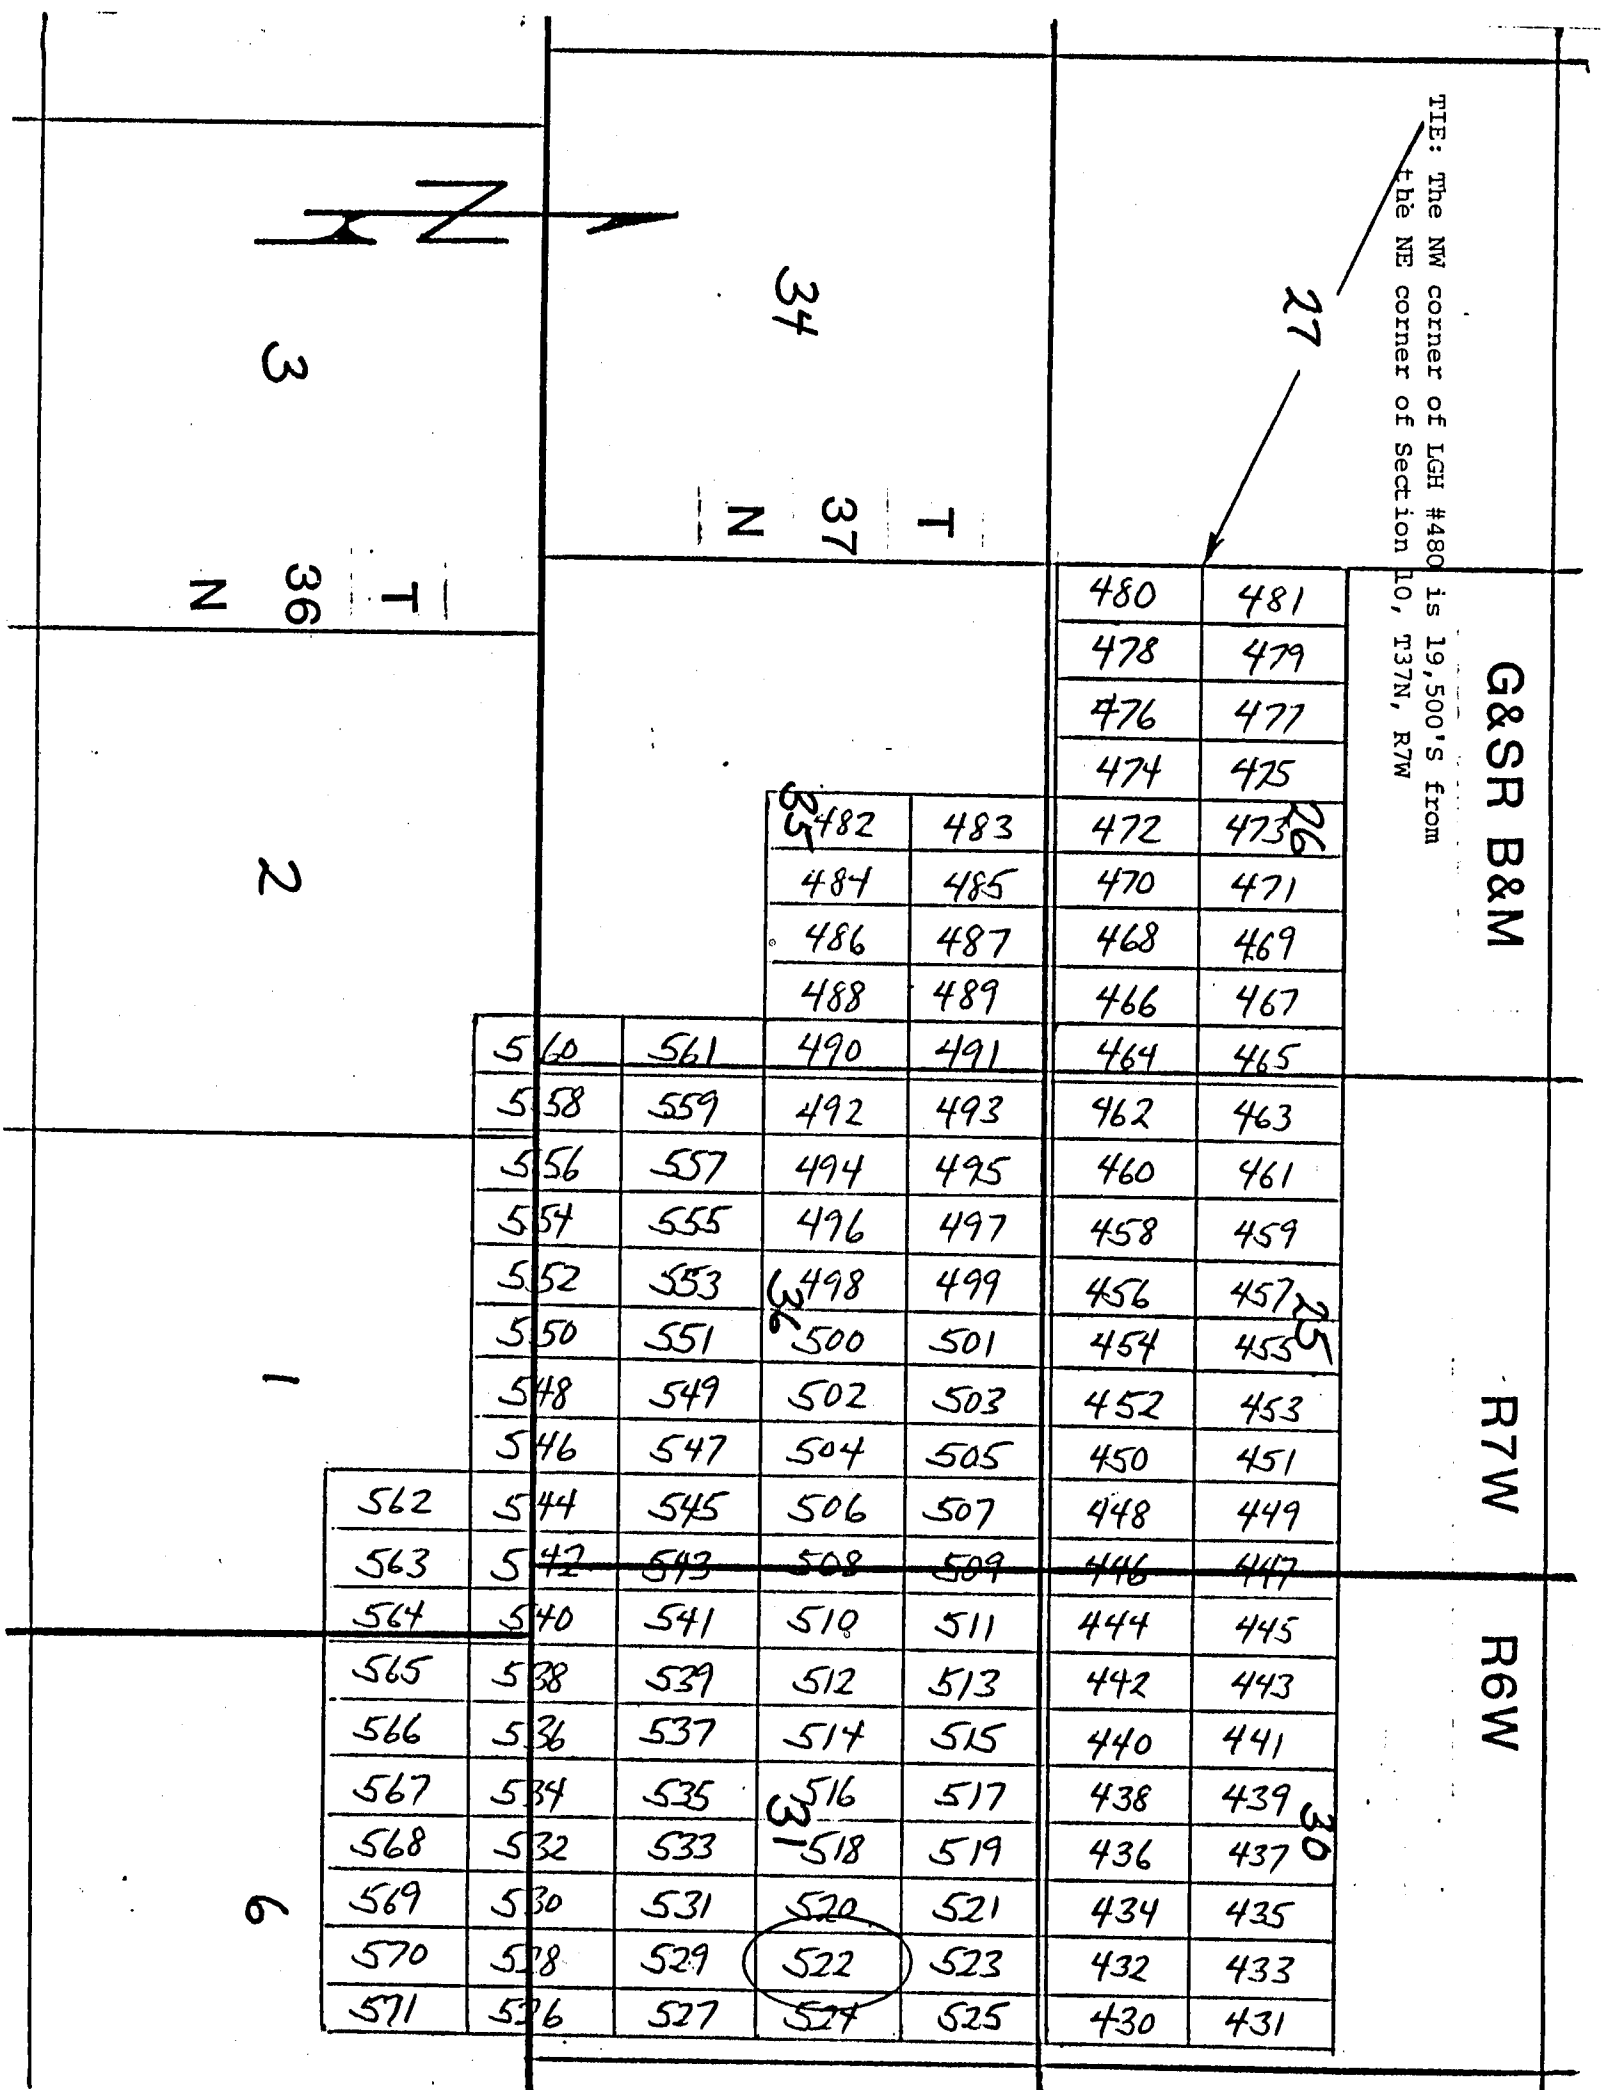 TIE: The NW corner of LGH #480 is 19,500'S from
the NE corner of Section 10, T37N, R7W
G&SR B&M
R7W
R6W
27
26
25
30
34
35
36
31
T
37
N
T
36
N
3
2
1
6
N
480 481
478 479
476 477
474 475
482 483 472 473
484 485 470 471
486 487 468 469
488 489 466 467
560 561 490 491 464 465
558 559 492 493 462 463
556 557 494 495 460 461
554 555 496 497 458 459
552 553 498 499 456 457
550 551 500 501 454 455
548 549 502 503 452 453
546 547 504 505 450 451
562 544 545 506 507 448 449
563 542 543 508 509 446 447
564 540 541 510 511 444 445
565 538 539 512 513 442 443
566 536 537 514 515 440 441
567 534 535 516 517 438 439
568 532 533 518 519 436 437
569 530 531 520 521 434 435
570 528 529 522 523 432 433
571 526 527 524 525 430 431